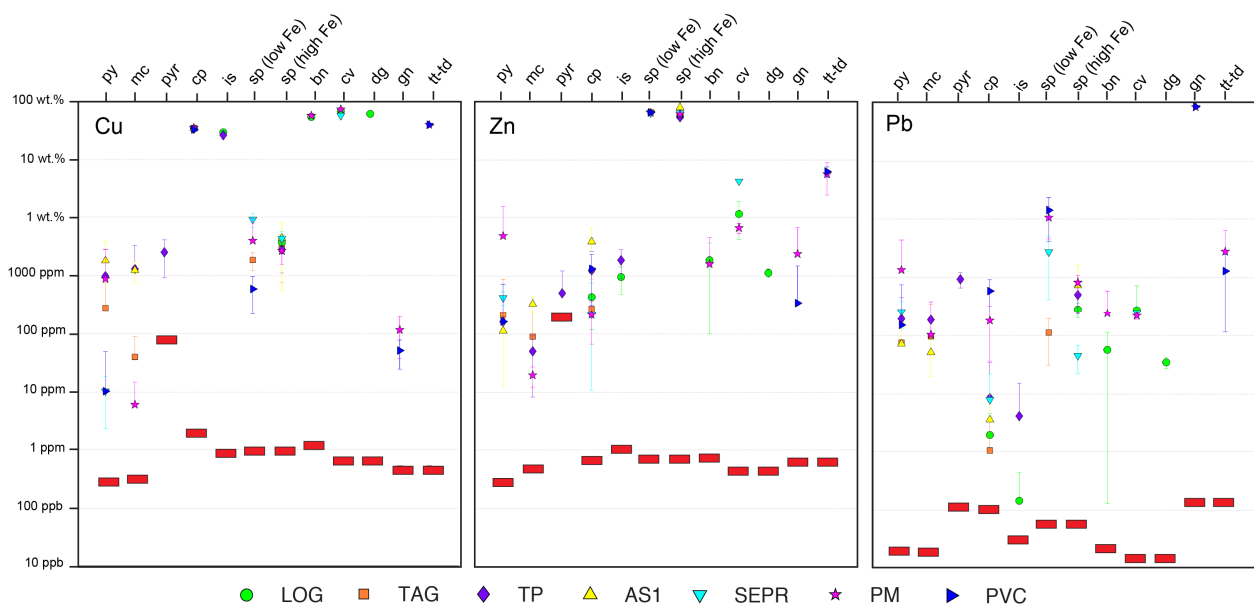 py mc pyr cp is sp (low Fe) sp (high Fe) bn cv dg gn tt-td
py mc pyr cp is sp (low Fe) sp (high Fe) bn cv dg gn tt-td
py mc pyr cp is sp (low Fe) sp (high Fe) bn cv dg gn tt-td
100 wt.%
Cu Zn Pb
10 wt.%
1 wt.%
1000 ppm
100 ppm
10 ppm
1 ppm
100 ppb
10 ppb
LOG TAG TP AS1 SEPR PM PVC